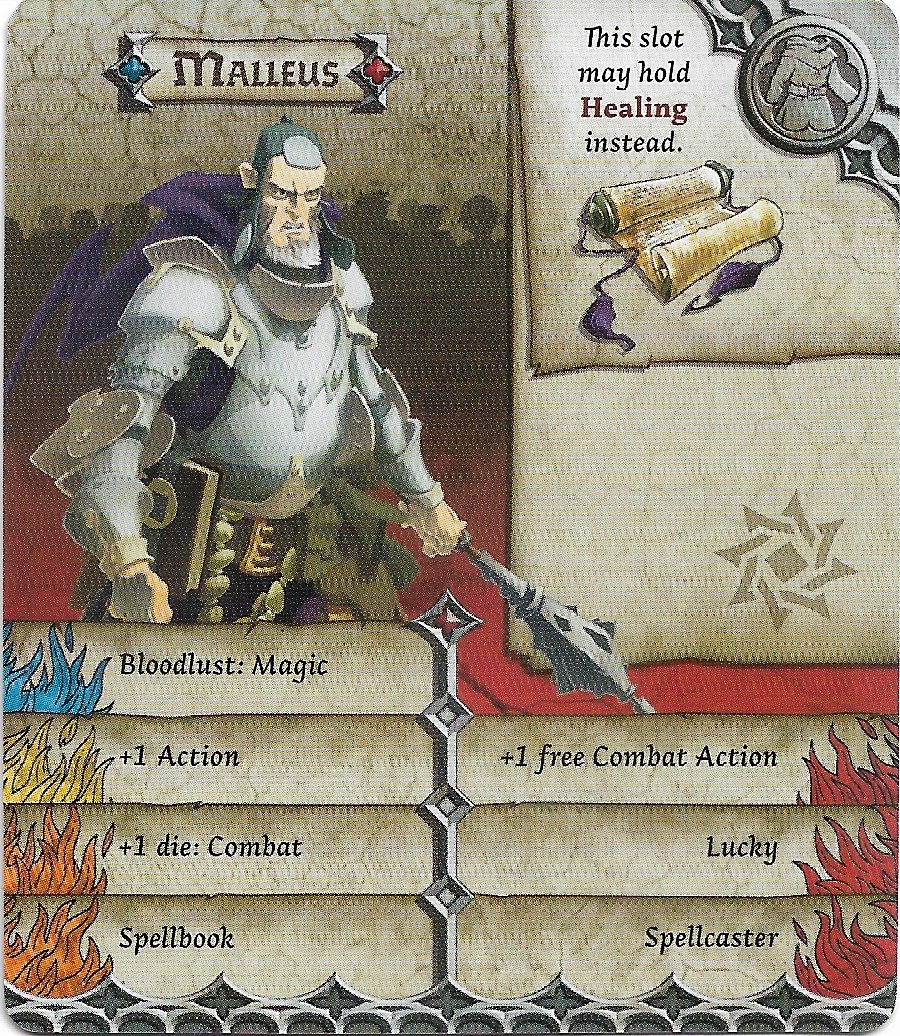 Malleus
This slot
may hold
Healing
instead.
Bloodlust: Magic
+1 Action
+1 free Combat Action
+1 die: Combat
Lucky
Spellbook
Spellcaster